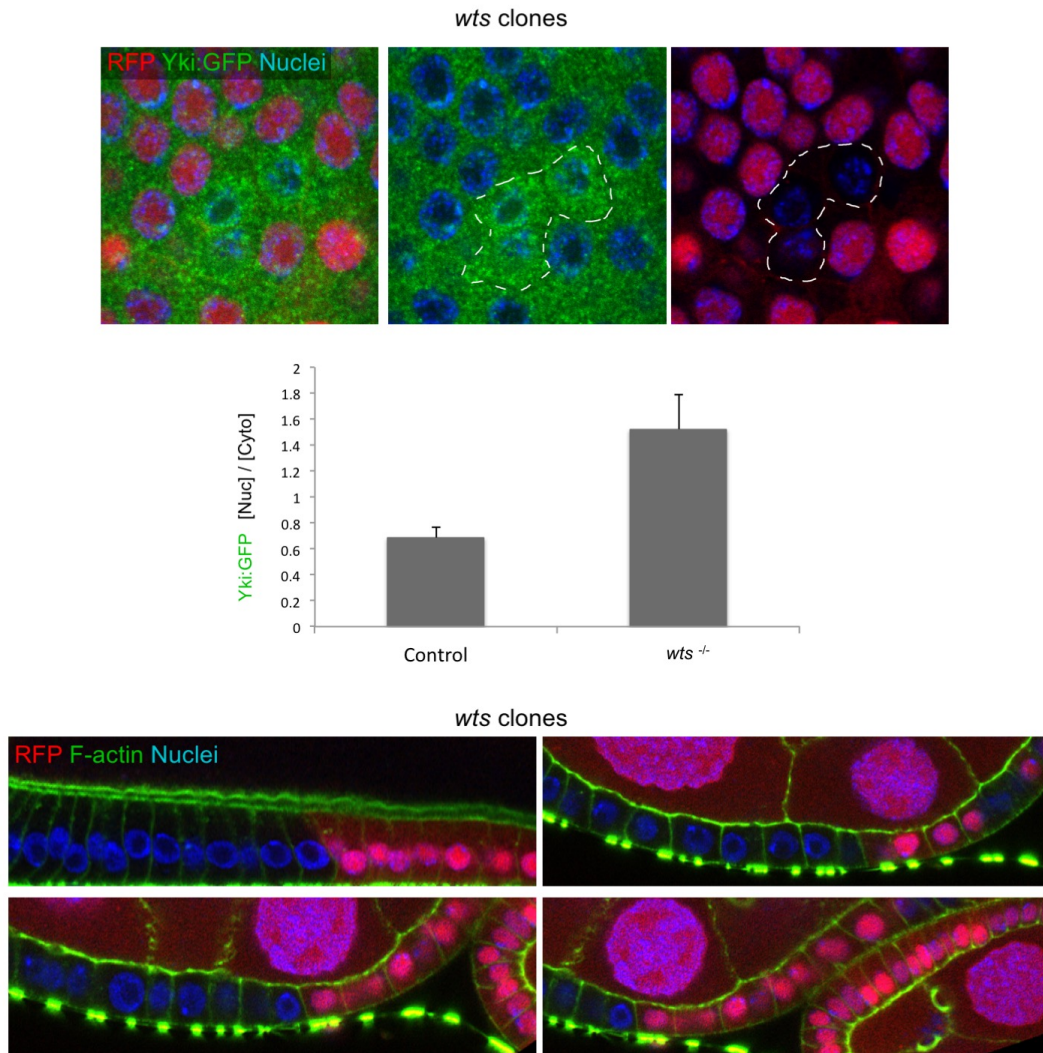 wts clones
RFP Yki:GFP Nuclei
Yki:GFP [Nuc] / [Cyto]
2
1.8
1.6
1.4
1.2
1
0.8
0.6
0.4
0.2
0
Control
wts -/-
wts clones
RFP F-actin Nuclei